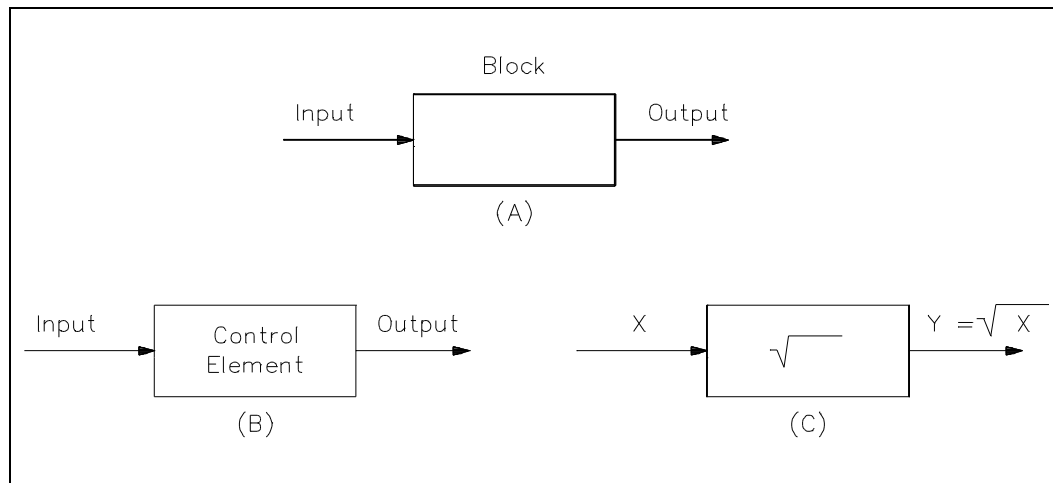 Block
Input
Output
(A)
Input
Control
Element
Output
(B)
X
√
Y = √X
(C)